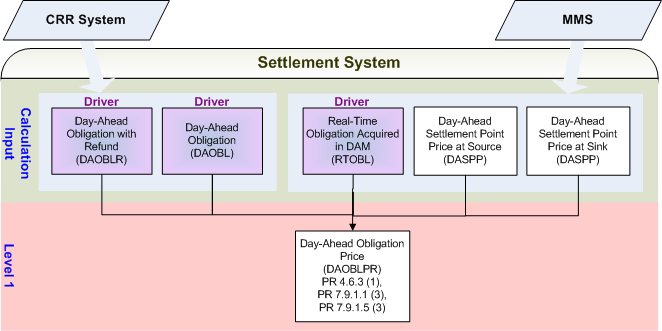 CRR System
MMS
Settlement System
Calculation
Input
Driver
Day-Ahead
Obligation with
Refund
(DAOBLR)
Driver
Day-Ahead
Obligation
(DAOBL)
Driver
Real-Time
Obligation Acquired
in DAM
(RTOBL)
Day-Ahead
Settlement Point
Price at Source
(DASPP)
Day-Ahead
Settlement Point
Price at Sink
(DASPP)
Level 1
Day-Ahead Obligation
Price
(DAOBLPR)
PR 4.6.3 (1),
PR 7.9.1.1 (3),
PR 7.9.1.5 (3)